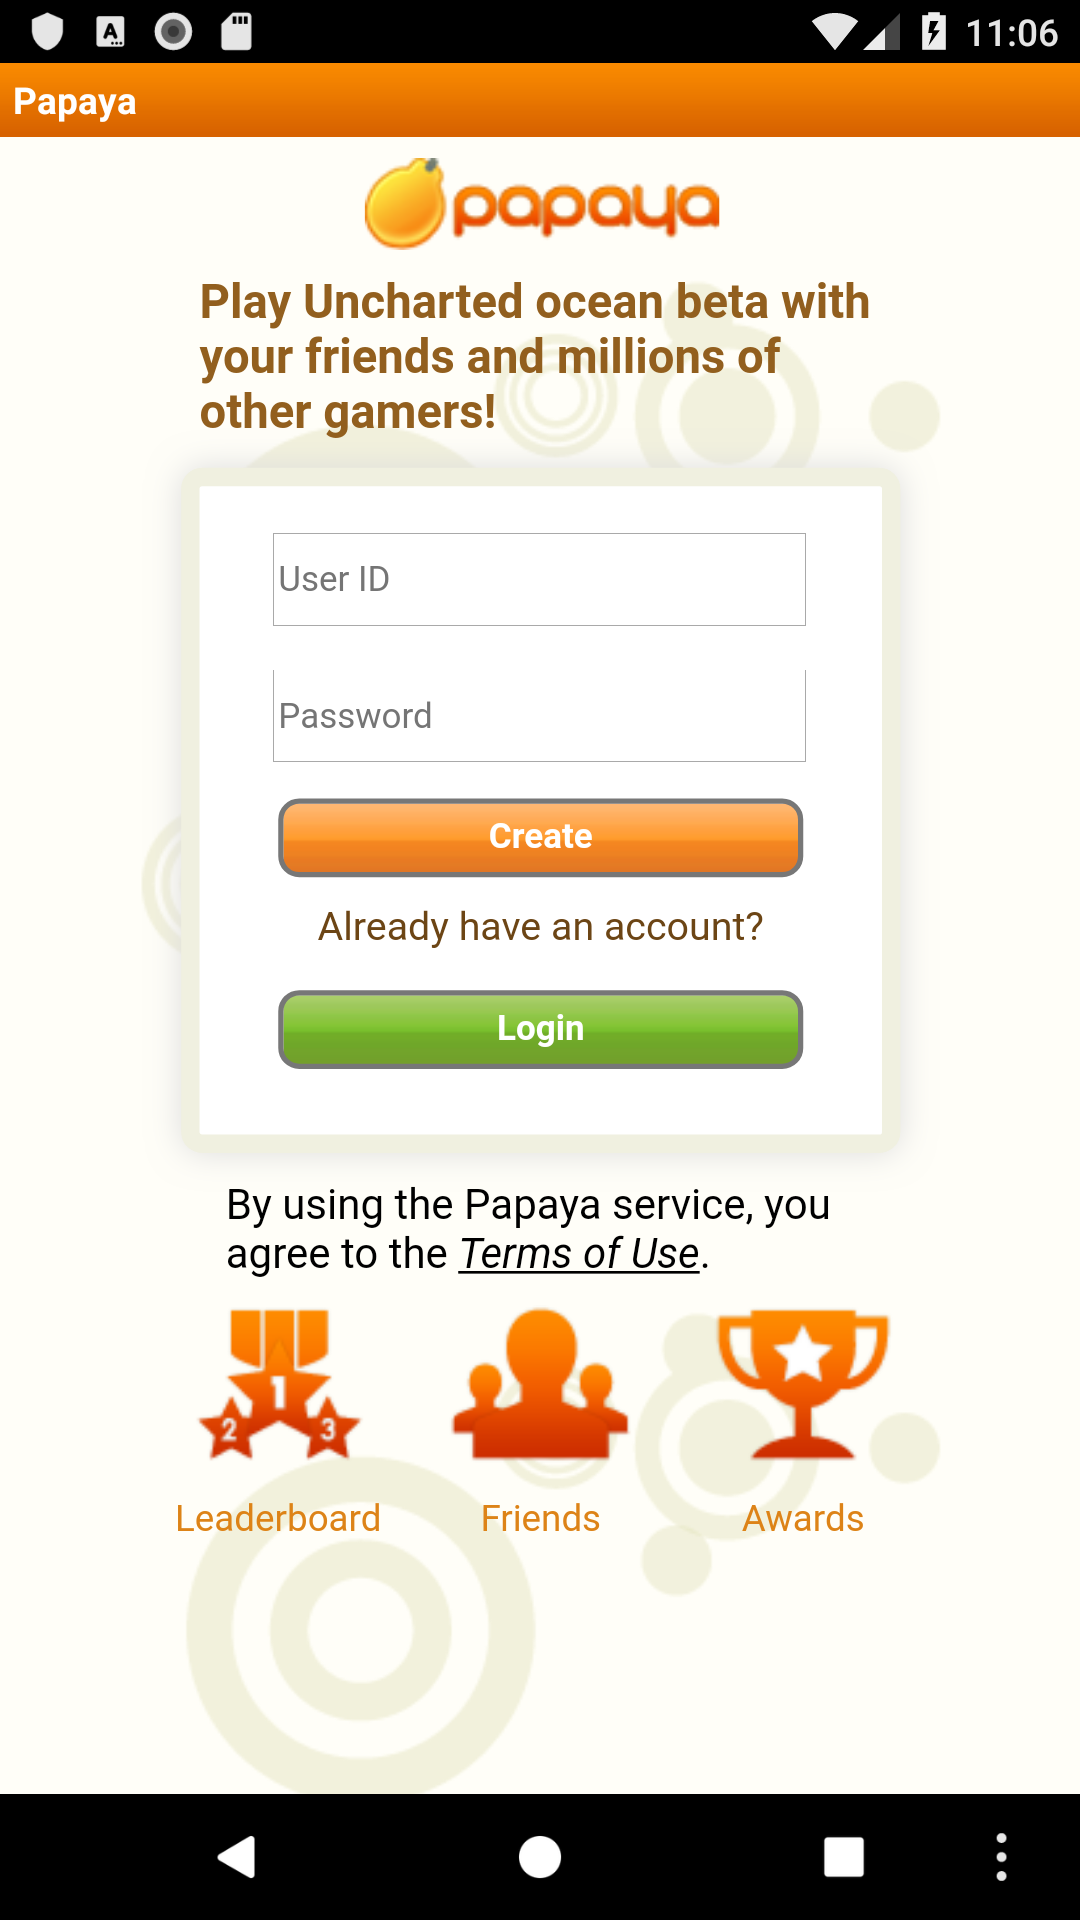 11:06
Papaya
papaya
Play Uncharted ocean beta with
your friends and millions of
other gamers!
User ID
Password
Create
Already have an account?
Login
By using the Papaya service, you
agree to the Terms of Use.
1
2 3
Leaderboard Friends Awards